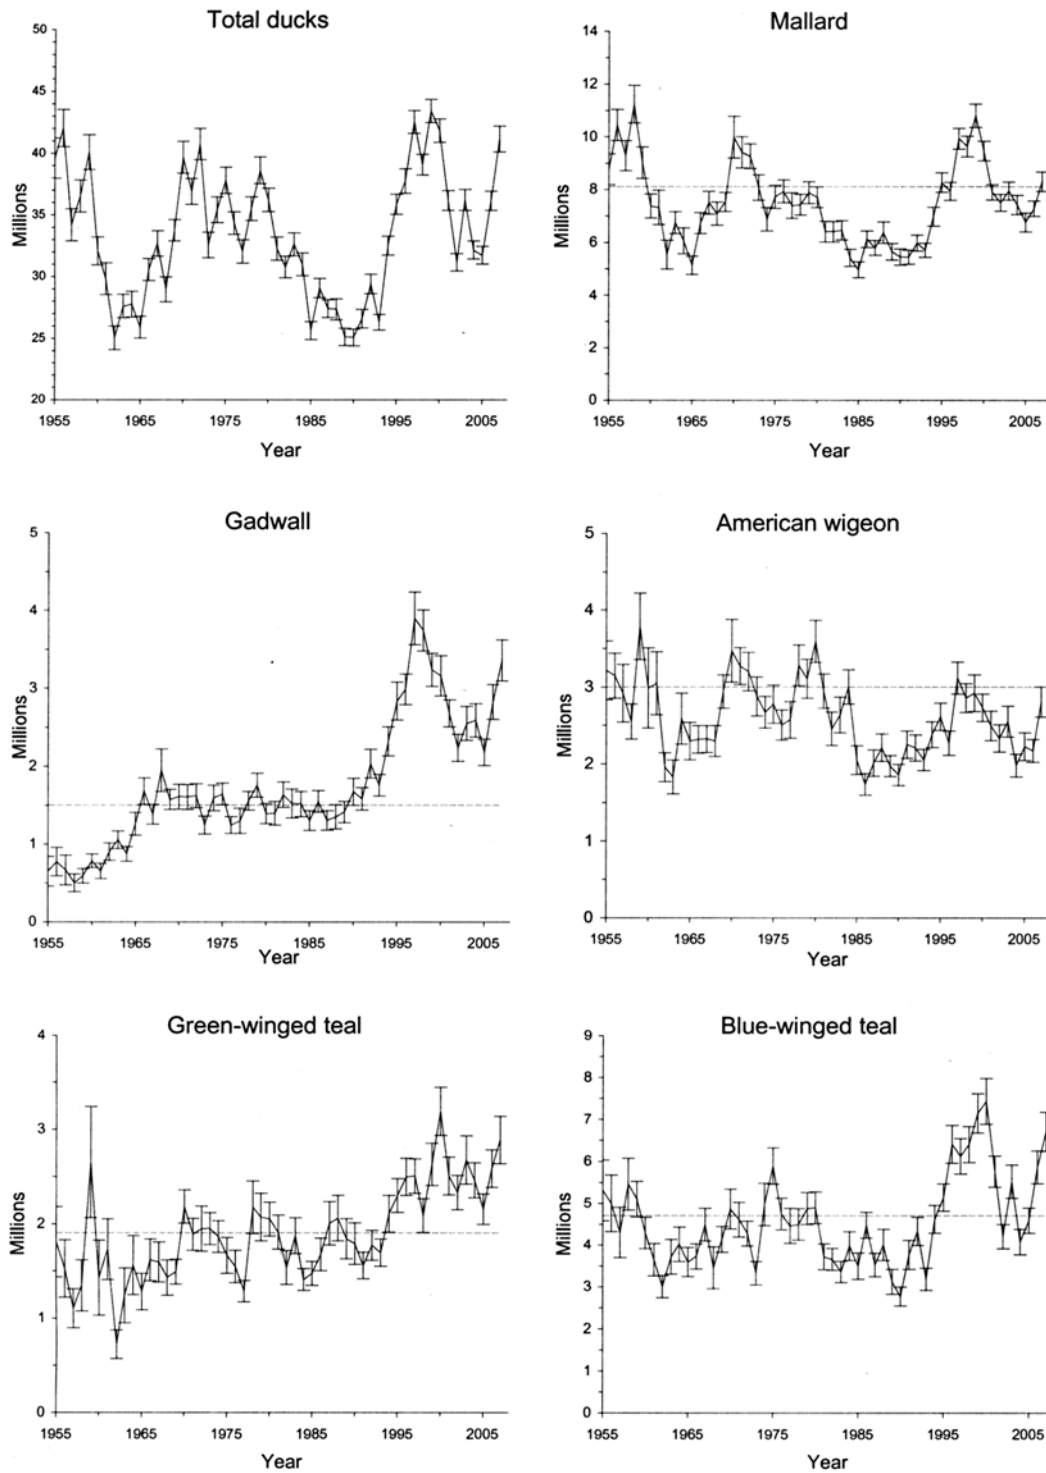 Total ducks
50
45
40
35
30
25
20
Millions
1955 1965 1975 1985 1995 2005
Year
Mallard
14
12
10
8
6
4
2
0
Millions
1955 1965 1975 1985 1995 2005
Year
Gadwall
5
4
3
2
1
0
Millions
1955 1965 1975 1985 1995 2005
Year
American wigeon
5
4
3
2
1
0
Millions
1955 1965 1975 1985 1995 2005
Year
Green-winged teal
4
3
2
1
0
Millions
1955 1965 1975 1985 1995 2005
Year
Blue-winged teal
9
8
7
6
5
4
3
2
1
0
Millions
1955 1965 1975 1985 1995 2005
Year